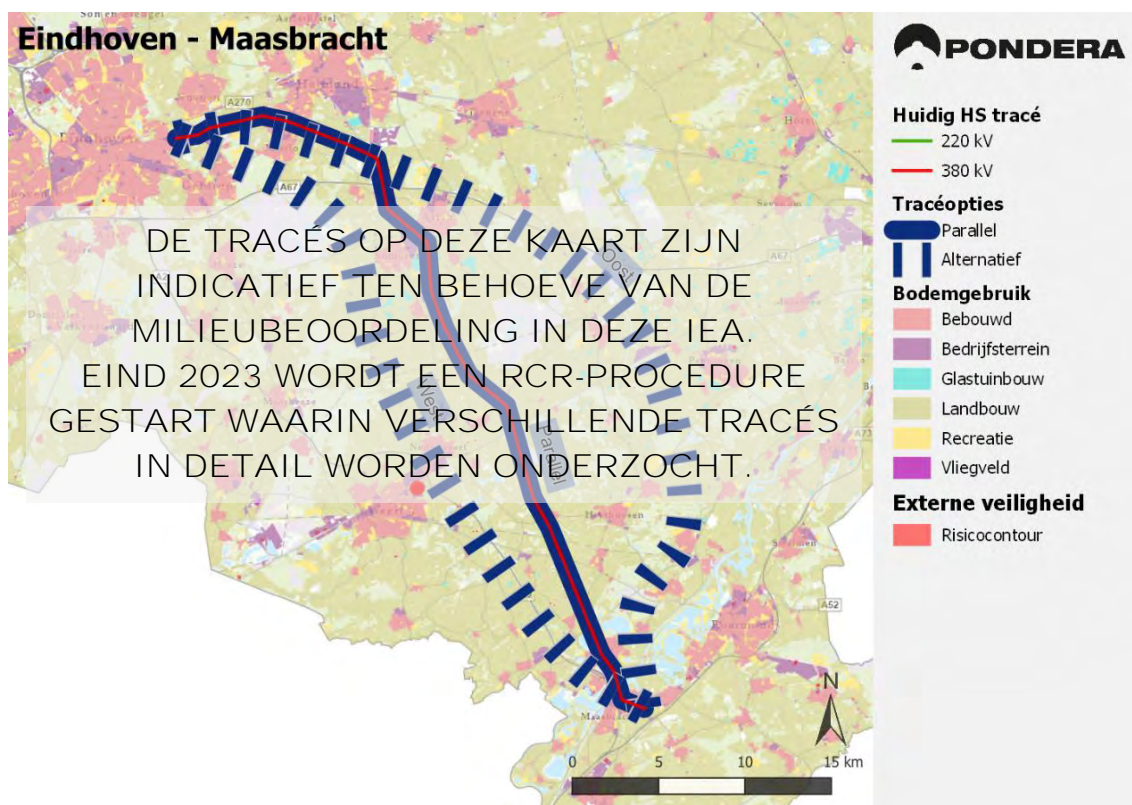 Eindhoven - Maasbracht
PONDERA
Huidig HS tracé
220 kV
380 kV
Tracéopties
Parallel
Alternatief
Bodemgebruik
Bebouwd
Bedrijfsterrein
Glastuinbouw
Landbouw
Recreatie
Vliegveld
Externe veiligheid
Risicocontour
A270
A67
Oost
A67
DE TRACÉS OP DEZE KAART ZIJN
INDICATIEF TEN BEHOEVE VAN DE
MILIEUBEOORDELING IN DEZE IEA.
EIND 2023 WORDT EEN RCR-PROCEDURE
GESTART WAARIN VERSCHILLENDE TRACÉS
IN DETAIL WORDEN ONDERZOCHT.
West
Parallel
A73
A52
N
0 5 10 15 km